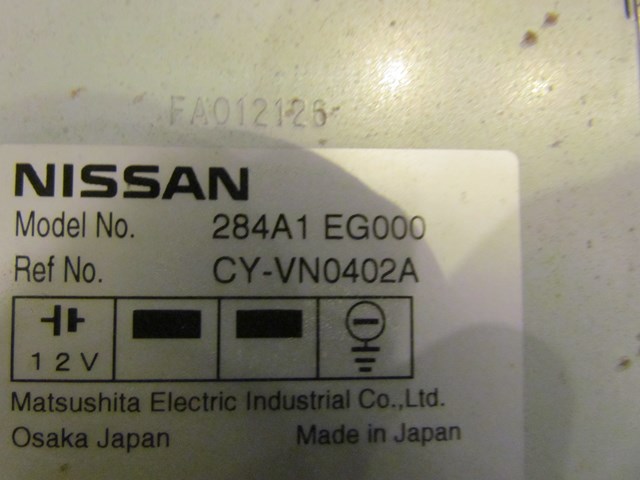 FA012126
NISSAN
Model No. 284A1 EG000
Ref No. CY-VN0402A
12V
Matsushita Electric Industrial Co.,Ltd.
Osaka Japan Made in Japan